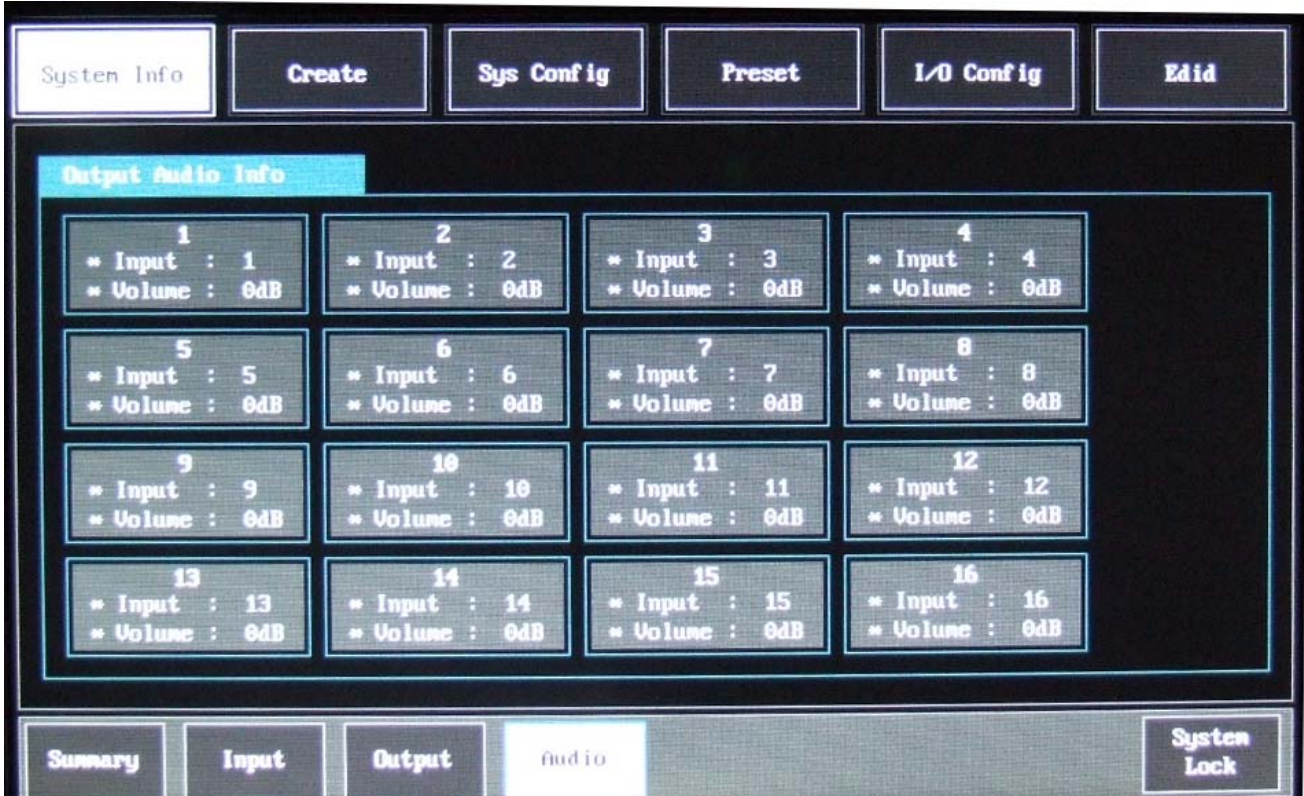 System Info Create Sys Config Preset I/O Config Edid
Output Audio Info
1 2 3 4
* Input : 1 * Input : 2 * Input : 3 * Input : 4
* Volume : 0dB * Volume : 0dB * Volume : 0dB * Volume : 0dB
5 6 7 8
* Input : 5 * Input : 6 * Input : 7 * Input : 8
* Volume : 0dB * Volume : 0dB * Volume : 0dB * Volume : 0dB
9 10 11 12
* Input : 9 * Input : 10 * Input : 11 * Input : 12
* Volume : 0dB * Volume : 0dB * Volume : 0dB * Volume : 0dB
13 14 15 16
* Input : 13 * Input : 14 * Input : 15 * Input : 16
* Volume : 0dB * Volume : 0dB * Volume : 0dB * Volume : 0dB
Summary Input Output Audio System
Lock